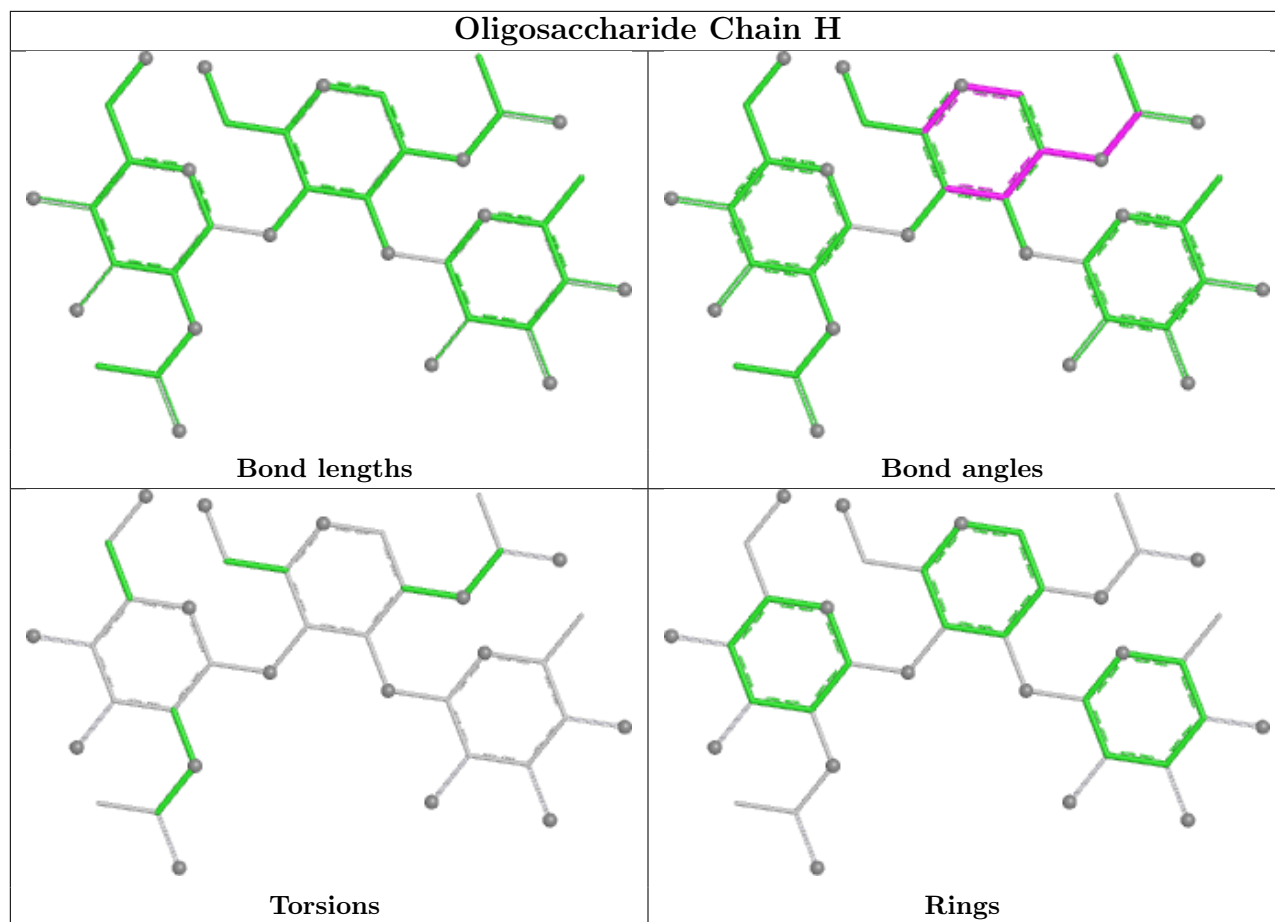 Oligosaccharide Chain H
Bond lengths
Bond angles
Torsions
Rings